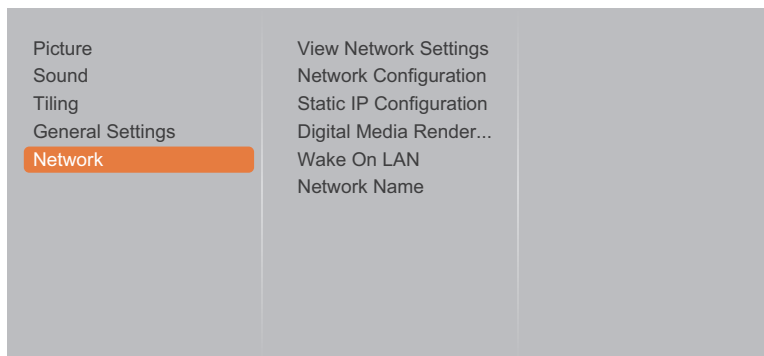 Picture
Sound
Tiling
General Settings
Network
View Network Settings
Network Configuration
Static IP Configuration
Digital Media Render...
Wake On LAN
Network Name